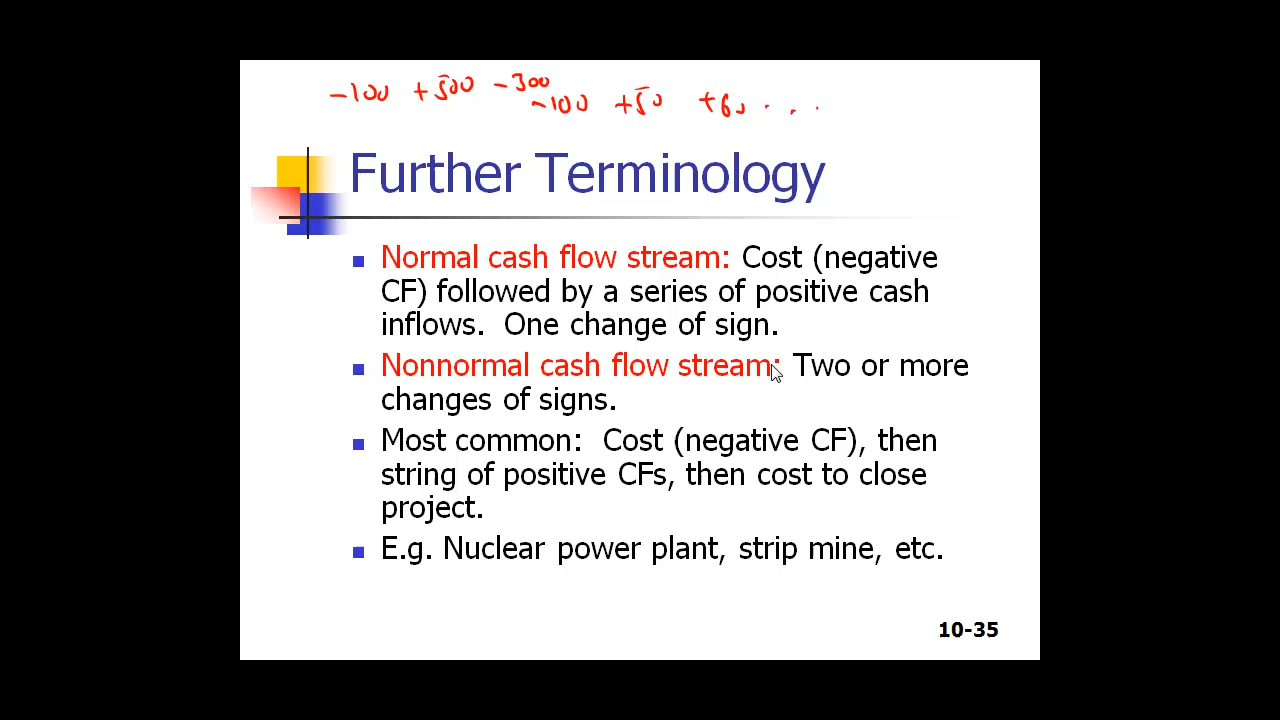 -100 +500 -300
-100 +50 +60 . . .
Further Terminology
Normal cash flow stream: Cost (negative
CF) followed by a series of positive cash
inflows. One change of sign.
Nonnormal cash flow stream: Two or more
changes of signs.
Most common: Cost (negative CF), then
string of positive CFs, then cost to close
project.
E.g. Nuclear power plant, strip mine, etc.
10-35